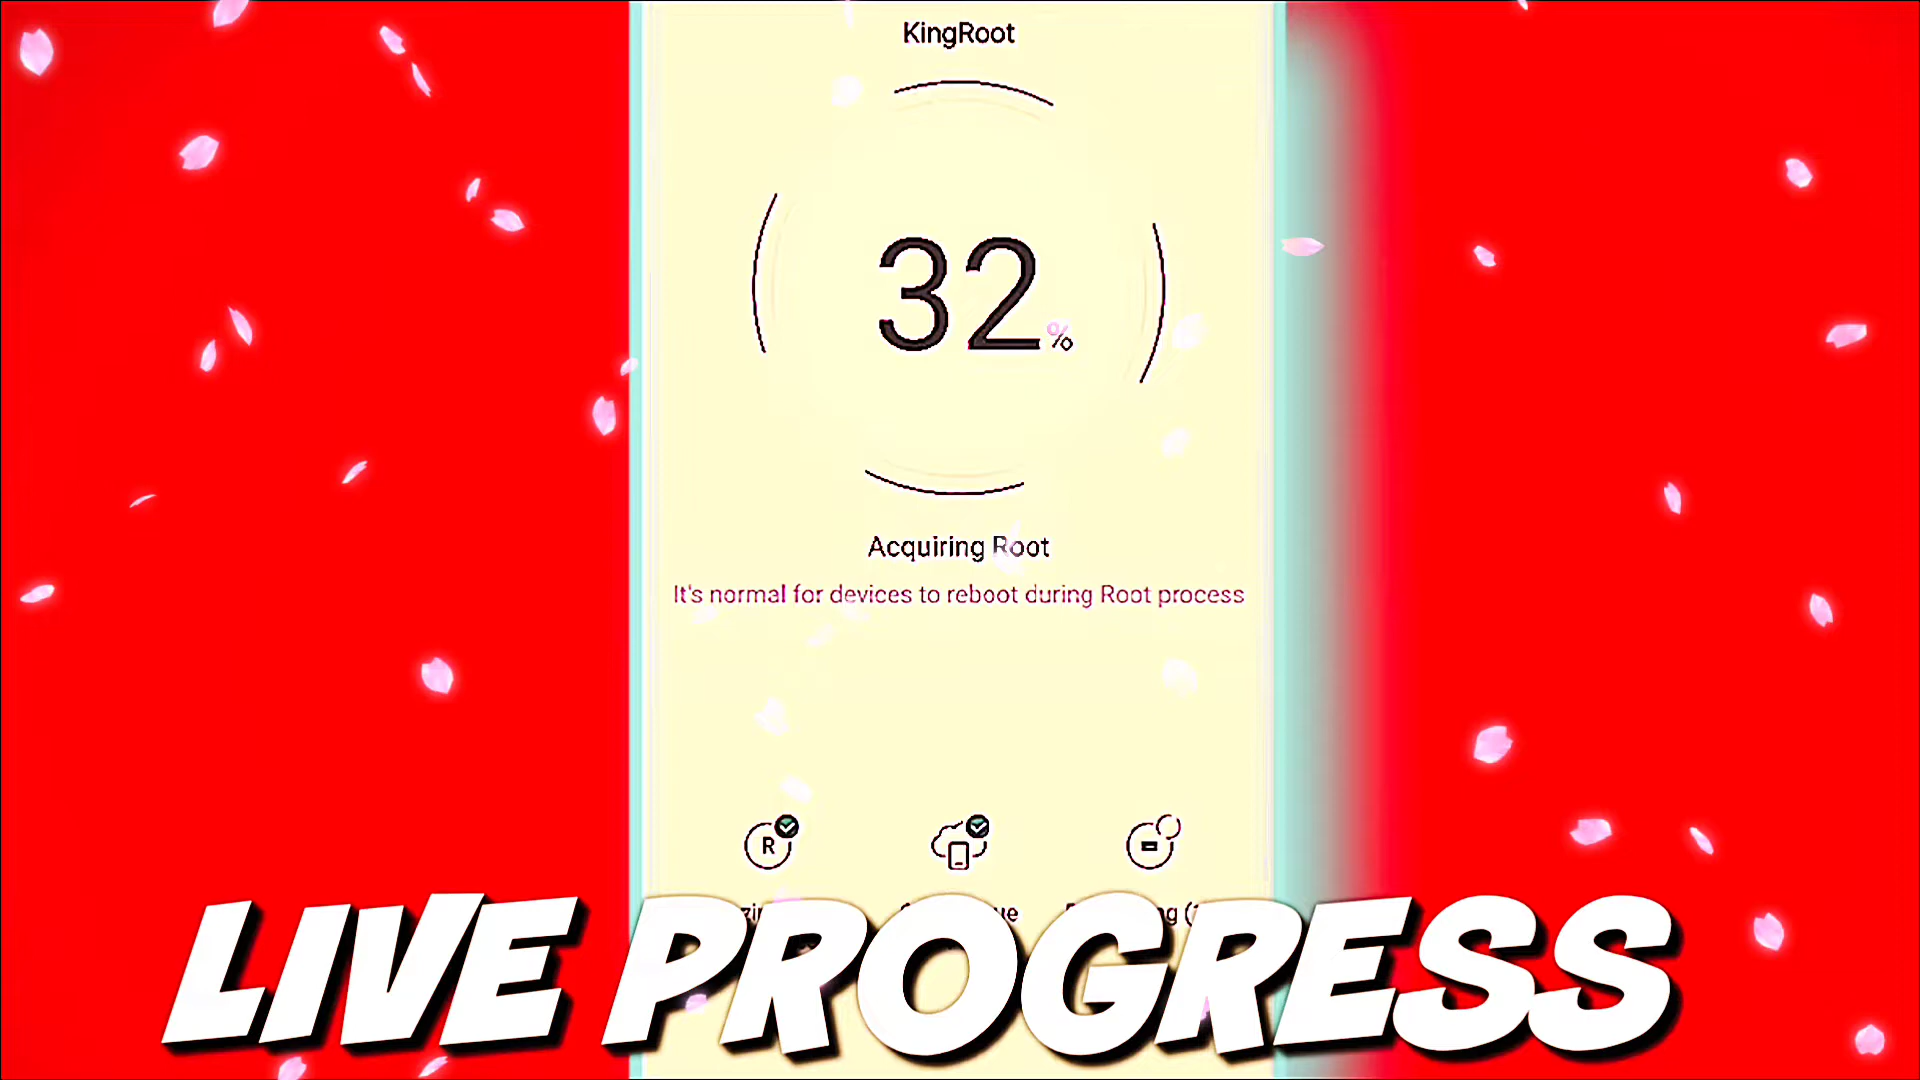 KingRoot
32%
Acquiring Root
It's normal for devices to reboot during Root process
R
LIVE PROGRESS